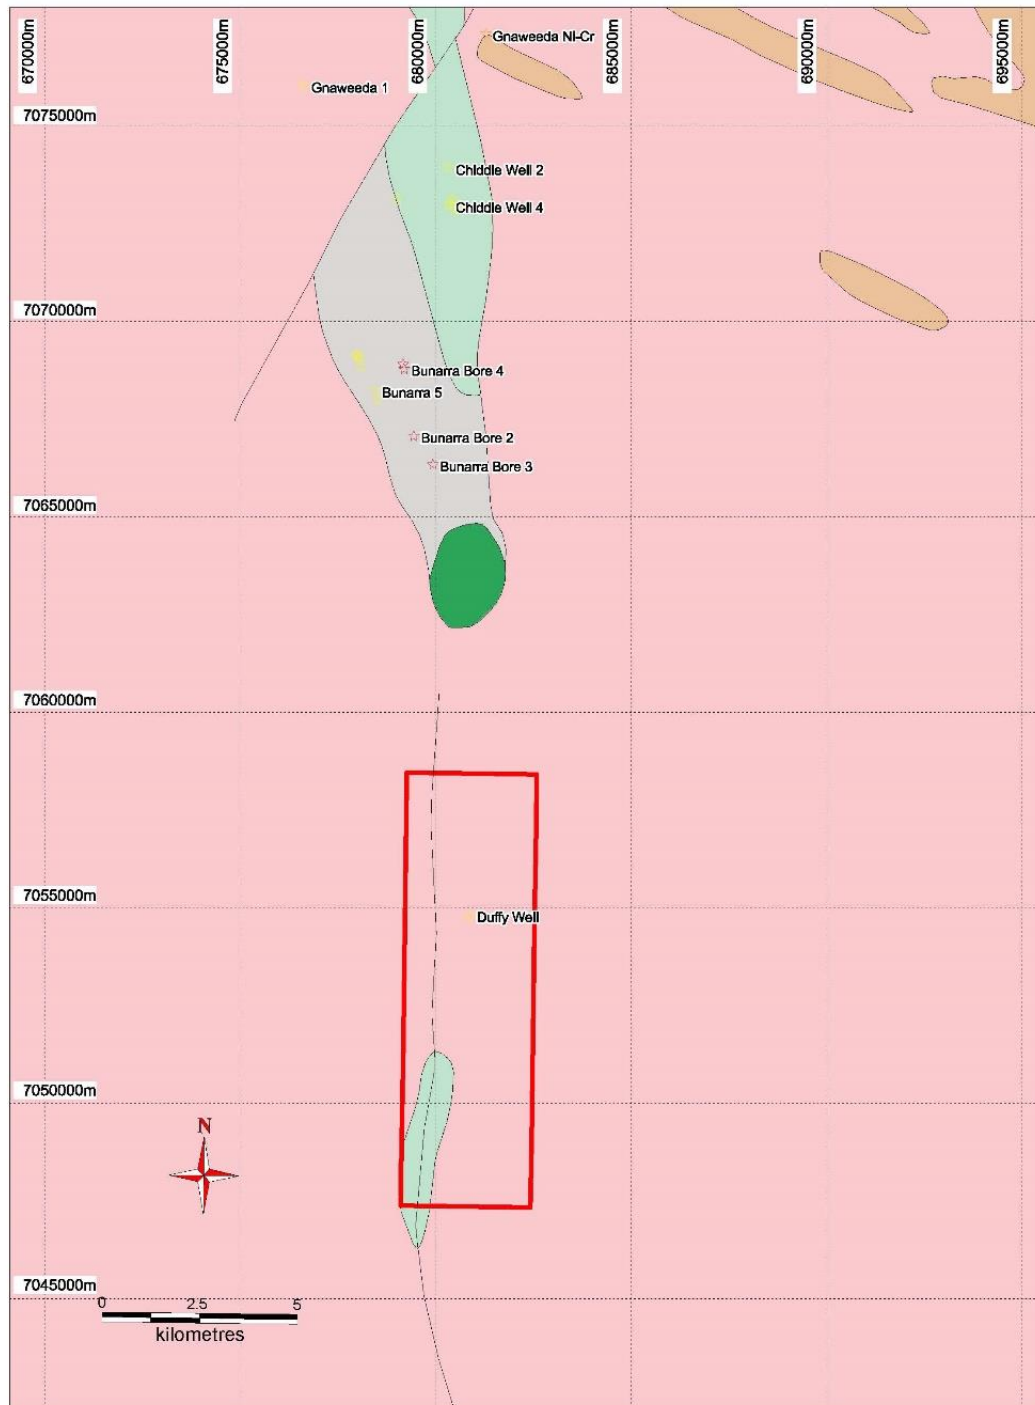 670000m
675000m
680000m
685000m
690000m
695000m
Gnaweeda Ni-Cr
Gnaweeda 1
7075000m
Chiddle Well 2
Chiddle Well 4
7070000m
Bunarra Bore 4
Bunarra 5
Bunarra Bore 2
Bunarra Bore 3
7065000m
7060000m
7055000m
Duffy Well
7050000m
N
7045000m
0 2.5 5
kilometres